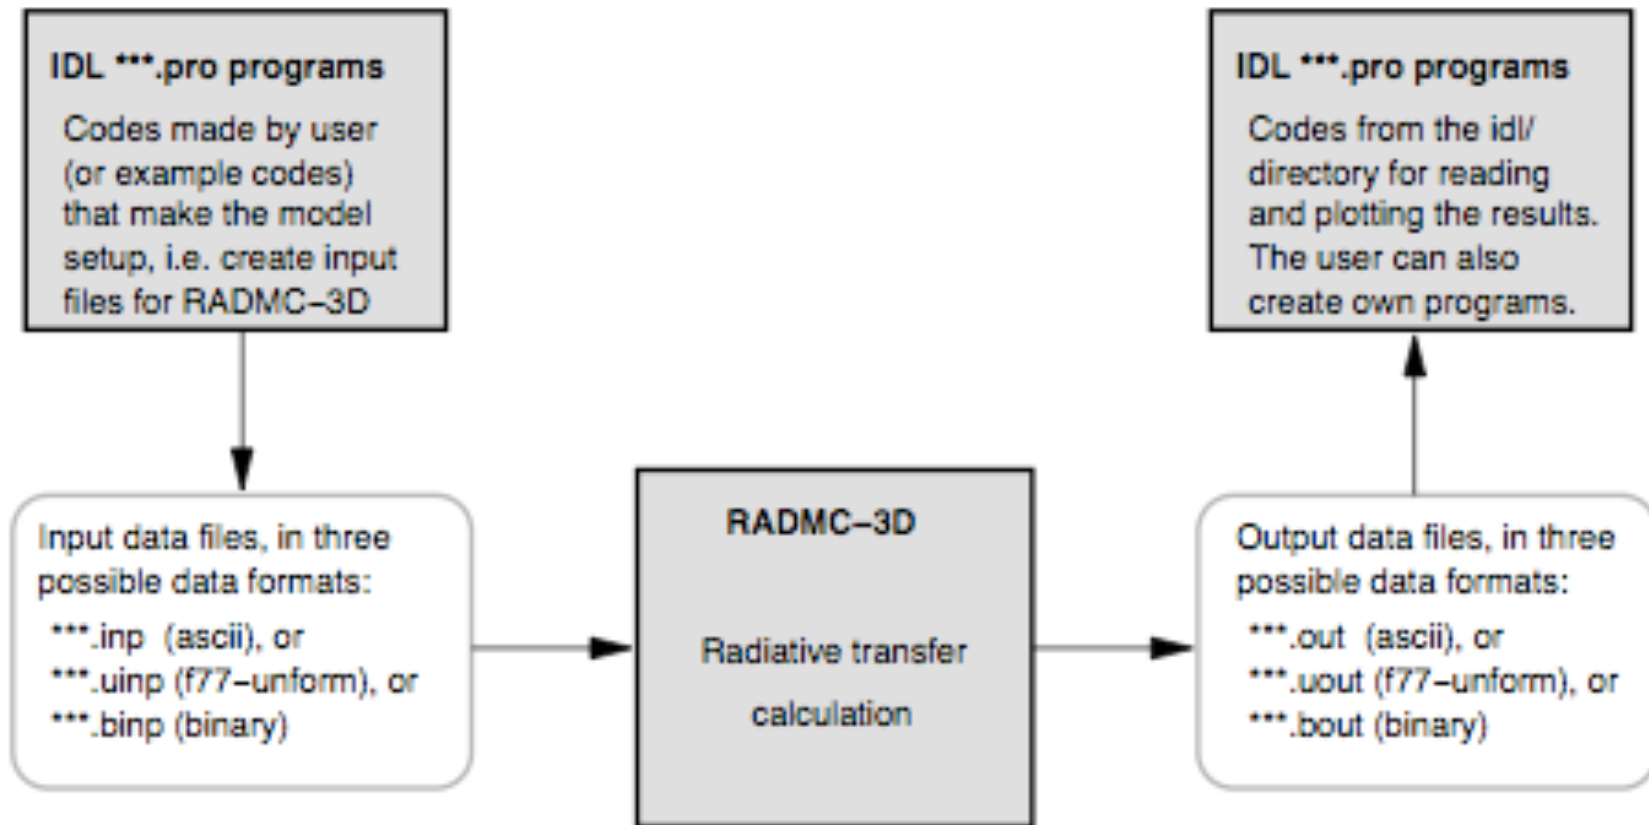 IDL ***.pro programs
Codes made by user
(or example codes)
that make the model
setup, i.e. create input
files for RADMC−3D
IDL ***.pro programs
Codes from the idl/
directory for reading
and plotting the results.
The user can also
create own programs.
Input data files, in three
possible data formats:
***.inp (ascii), or
***.uinp (f77−unform), or
***.binp (binary)
RADMC−3D
Radiative transfer
calculation
Output data files, in three
possible data formats:
***.out (ascii), or
***.uout (f77−unform), or
***.bout (binary)